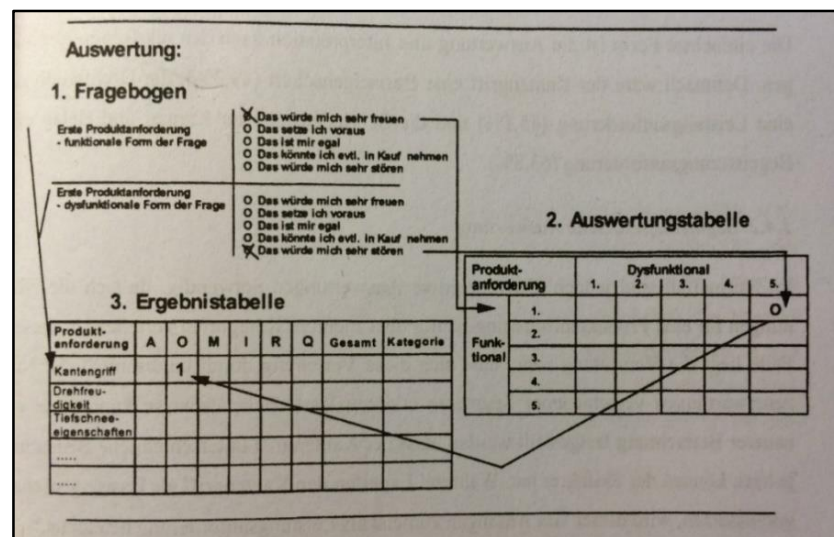 Auswertung:
1. Fragebogen
Erste Produktanforderung
- funktionale Form der Frage
O Das würde mich sehr freuen
O Das setze ich voraus
O Das ist mir egal
O Das könnte ich evtl. in Kauf nehmen
O Das würde mich sehr stören
Erste Produktanforderung
- dysfunktionale Form der Frage
O Das würde mich sehr freuen
O Das setze ich voraus
O Das ist mir egal
O Das könnte ich evtl. in Kauf nehmen
Das würde mich sehr stören
2. Auswertungstabelle
Produkt-
anforderung
Dysfunktional
1. 2. 3. 4. 5.
Funk-
tional
1. O
2.
3.
4.
5.
3. Ergebnistabelle
Produkt-
anforderung A O M I R Q Gesamt Kategorie
Kantengriff 1
Drehfreu-
digkeit
Tiefschnee-
eigenschaften
.....
......